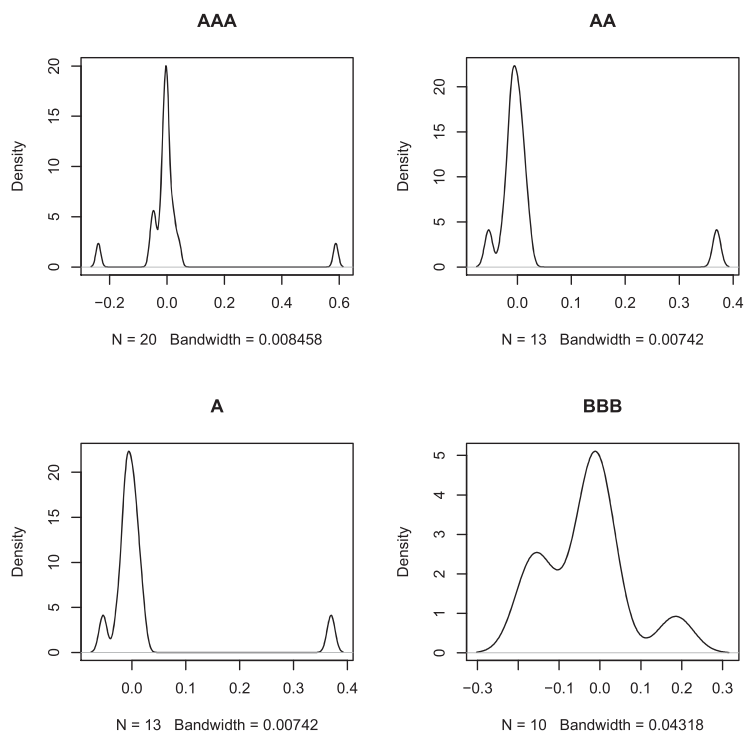 AAA
Density
20
15
10
5
0
−0.2 0.0 0.2 0.4 0.6
N = 20 Bandwidth = 0.008458
AA
Density
20
15
10
5
0
0.0 0.1 0.2 0.3 0.4
N = 13 Bandwidth = 0.00742
A
Density
20
15
10
5
0
0.0 0.1 0.2 0.3 0.4
N = 13 Bandwidth = 0.00742
BBB
Density
5
4
3
2
1
0
−0.3 −0.1 0.0 0.1 0.2 0.3
N = 10 Bandwidth = 0.04318